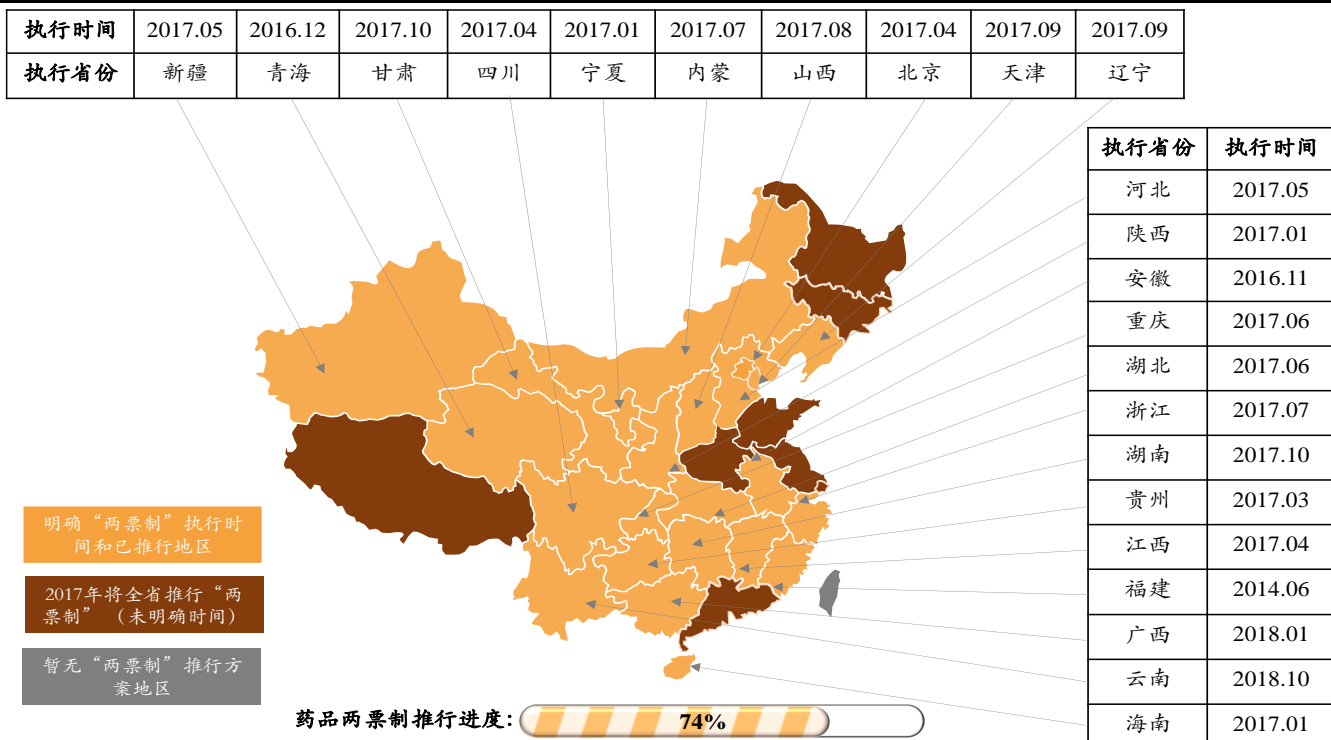 执行时间 2017.05 2016.12 2017.10 2017.04 2017.01 2017.07 2017.08 2017.04 2017.09 2017.09
执行省份 新疆 青海 甘肃 四川 宁夏 内蒙 山西 北京 天津 辽宁
执行省份 执行时间
河北 2017.05
陕西 2017.01
安徽 2016.11
重庆 2017.06
湖北 2017.06
浙江 2017.07
湖南 2017.10
贵州 2017.03
江西 2017.04
福建 2014.06
广西 2018.01
云南 2018.10
海南 2017.01
明确“两票制”执行时
间和已推行地区
2017年将全省推行“两
票制”（未明确时间）
暂无“两票制”推行方
案地区
药品两票制推行进度： 74%